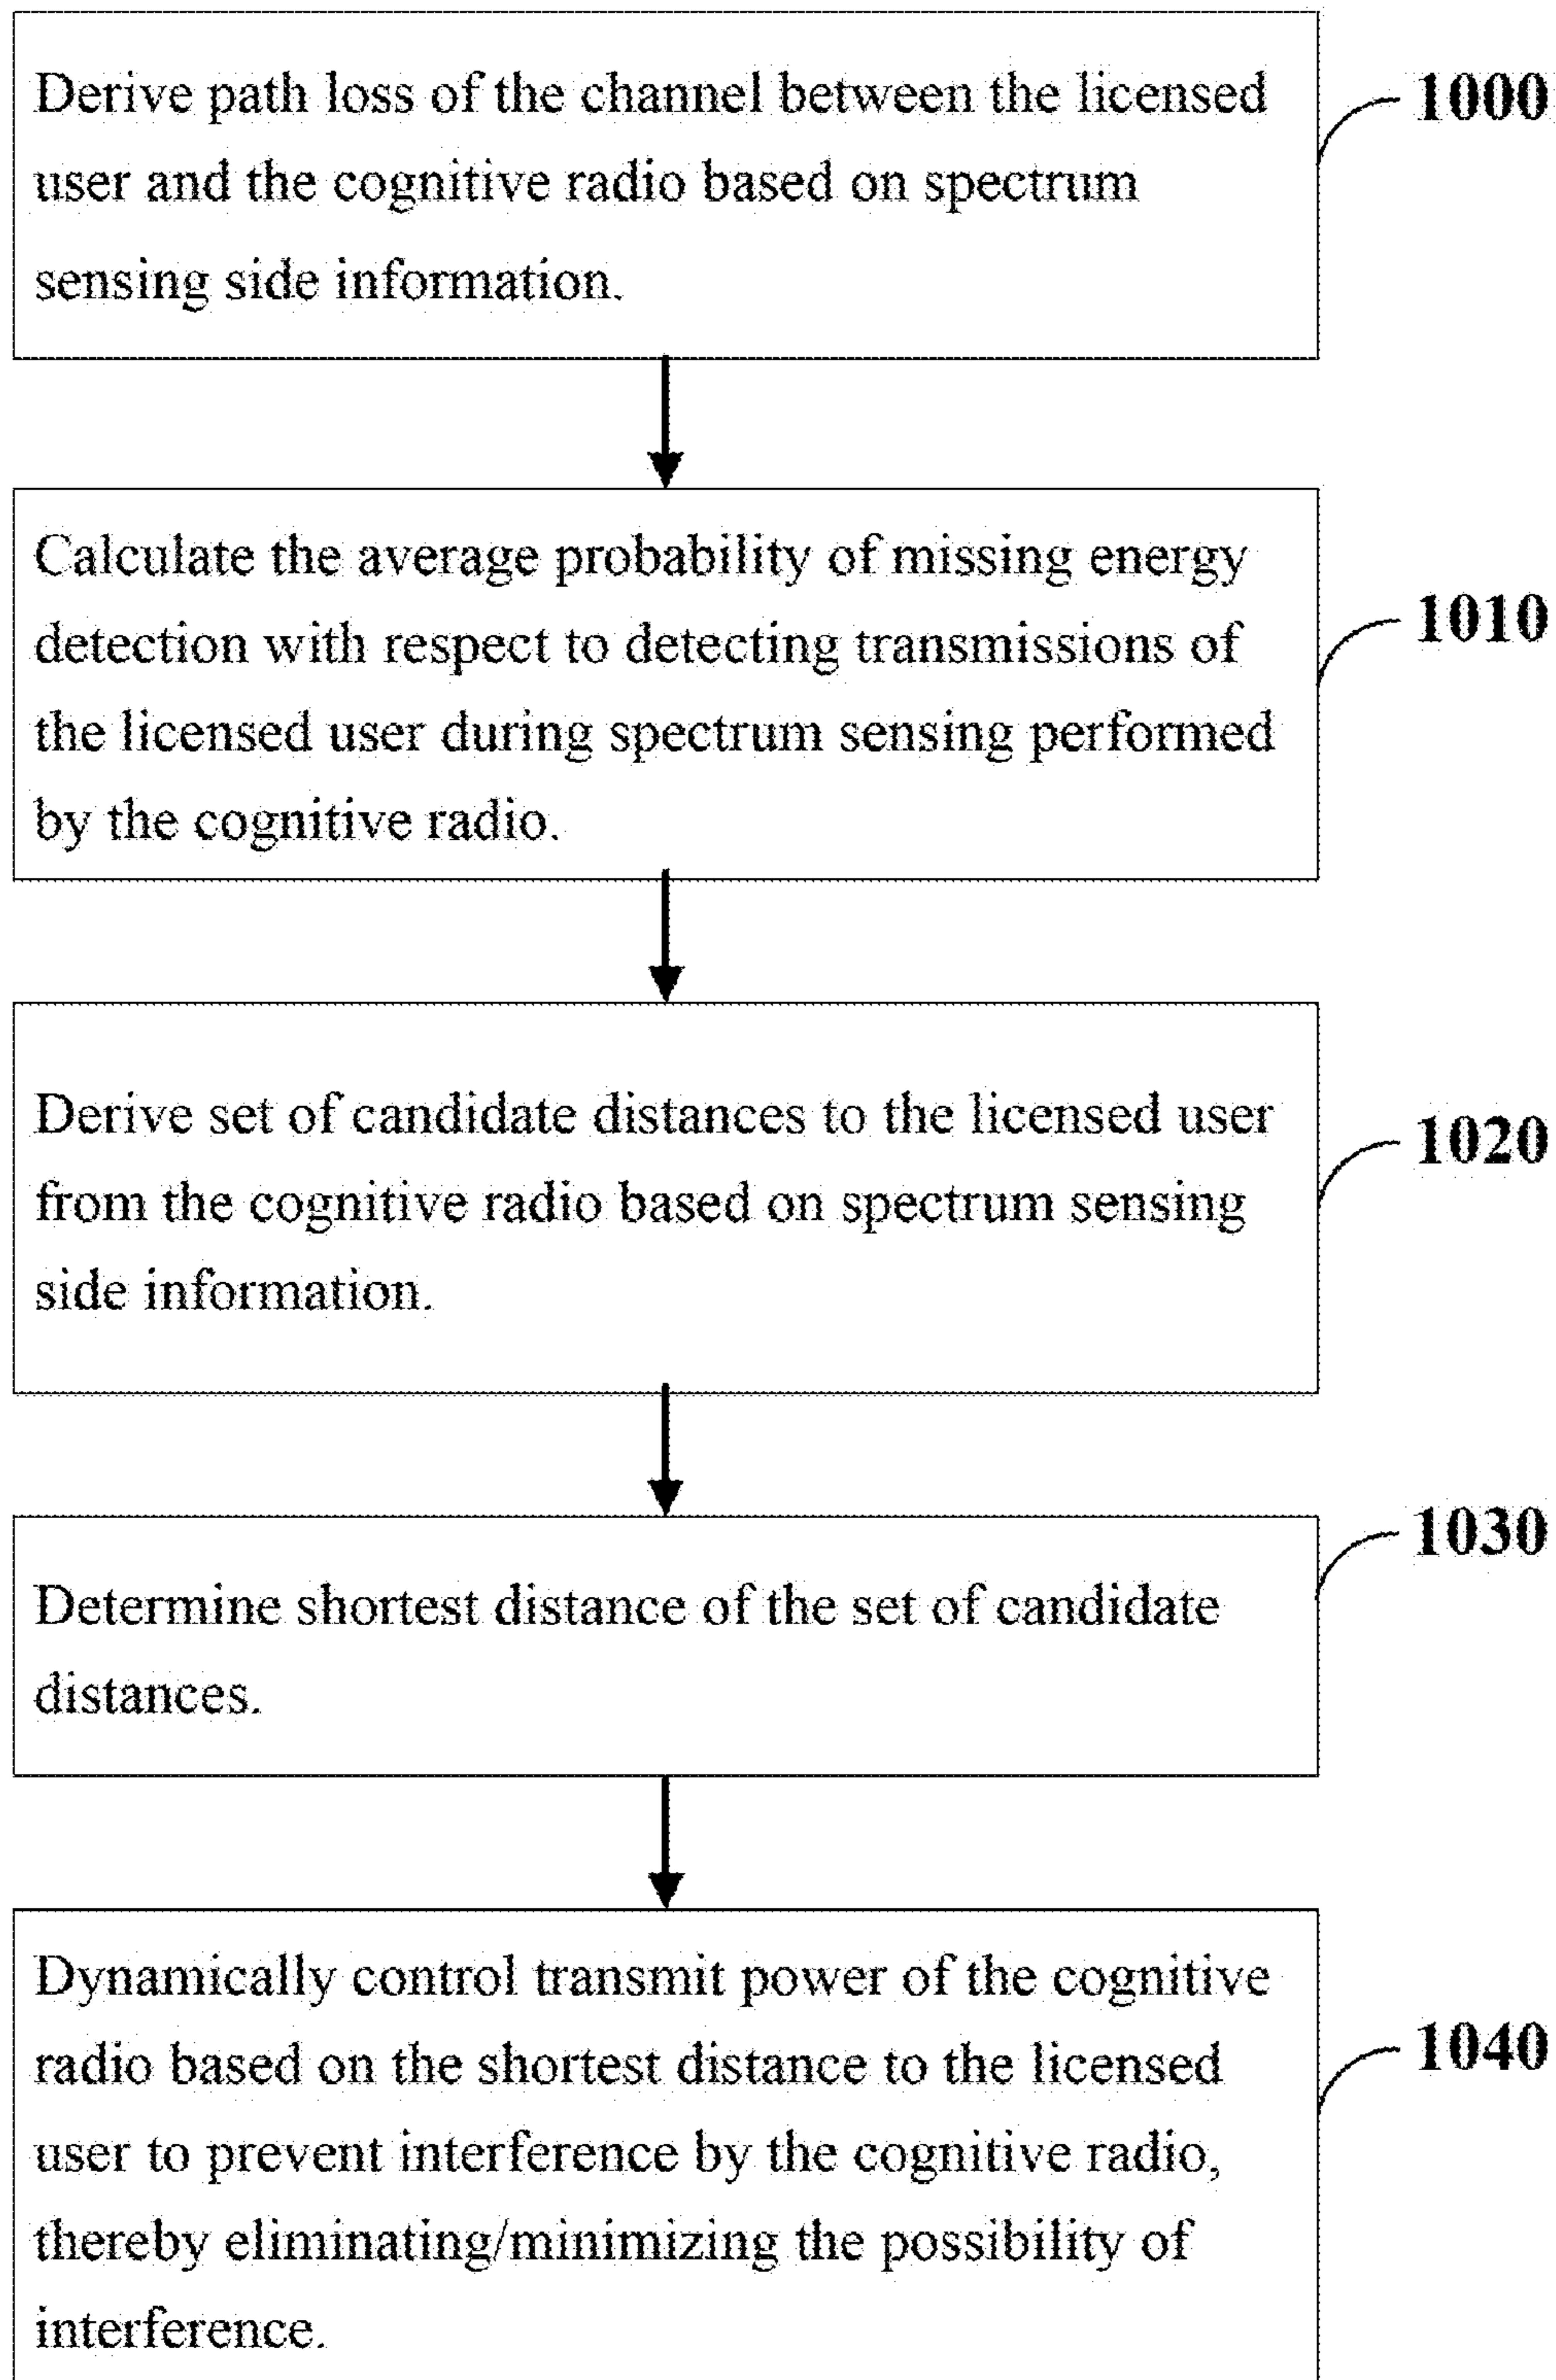 Derive path loss of the channel between the licensed
user and the cognitive radio based on spectrum
sensing side information.
1000
Calculate the average probability of missing energy
detection with respect to detecting transmissions of
the licensed user during spectrum sensing performed
by the cognitive radio.
1010
Derive set of candidate distances to the licensed user
from the cognitive radio based on spectrum sensing
side information.
1020
Determine shortest distance of the set of candidate
distances.
1030
Dynamically control transmit power of the cognitive
radio based on the shortest distance to the licensed
user to prevent interference by the cognitive radio,
thereby eliminating/minimizing the possibility of
interference.
1040